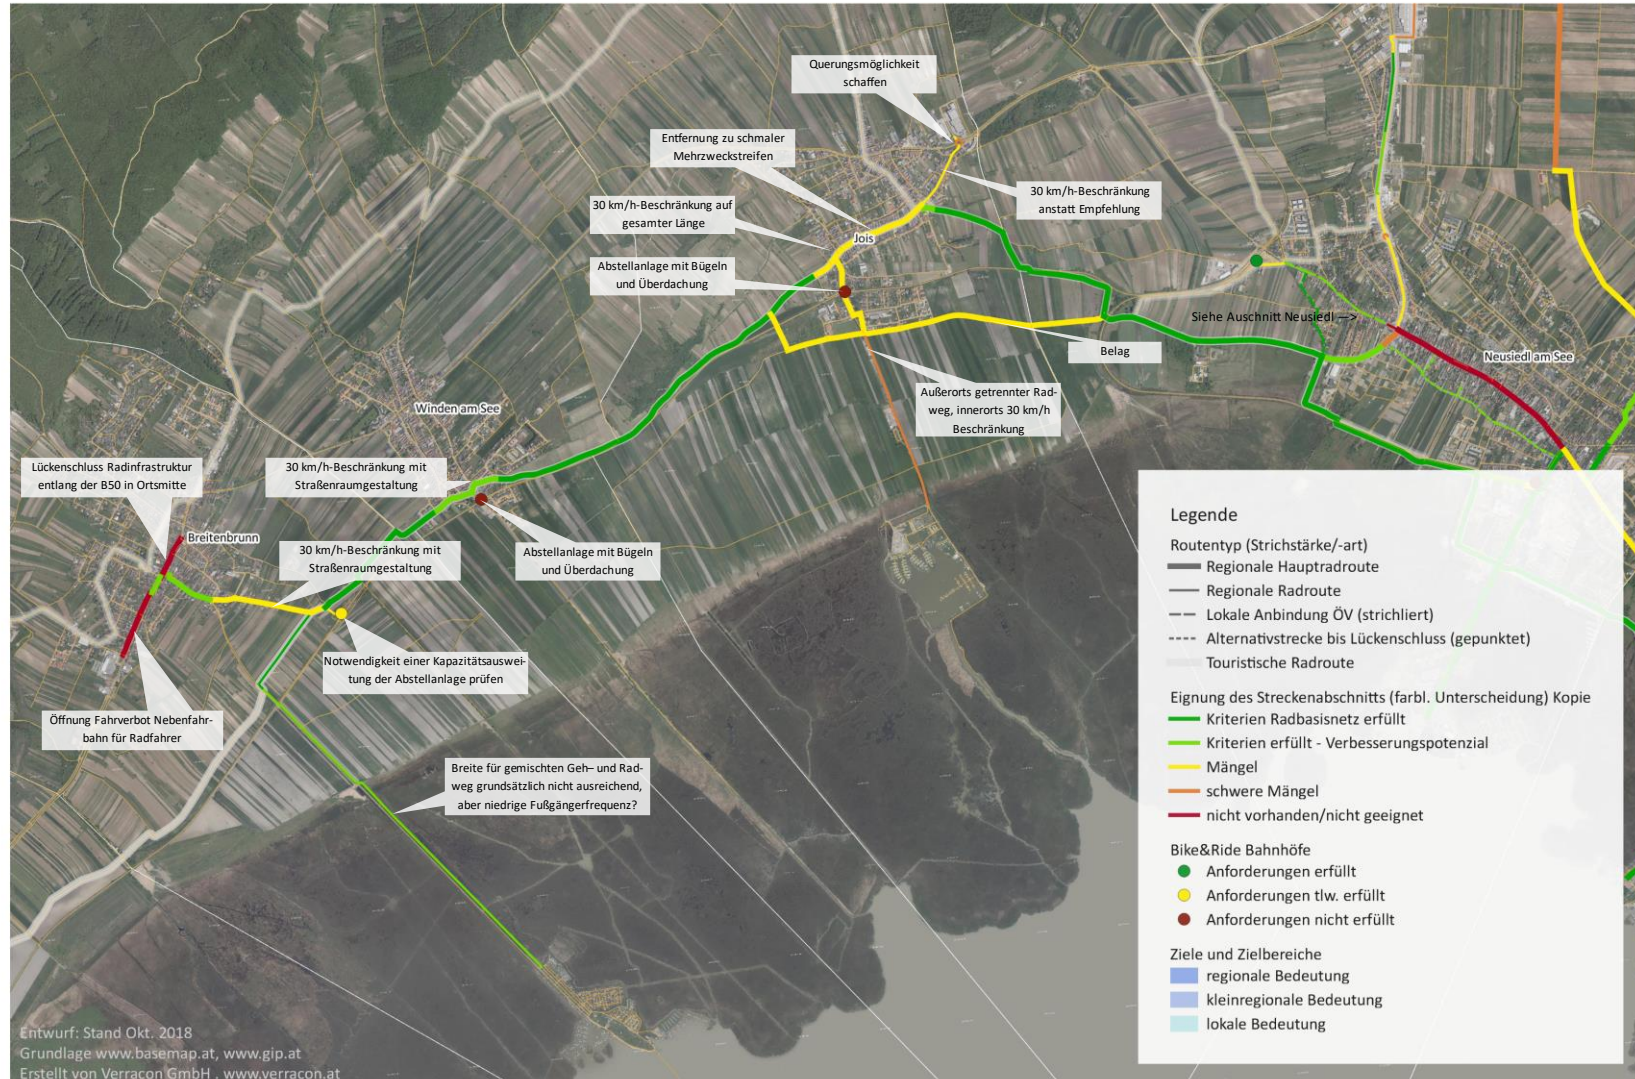 Querungsmöglichkeit
schaffen
Entfernung zu schmaler
Mehrzweckstreifen
30 km/h-Beschränkung
anstatt Empfehlung
30 km/h-Beschränkung auf
gesamter Länge
Jois
Abstellanlage mit Bügeln
und Überdachung
Siehe Auschnitt Neusiedl —>
Belag
Neusiedl am See
Außerorts getrennter Rad-
weg, innerorts 30 km/h
Beschränkung
Winden am See
Lückenschluss Radinfrastruktur
entlang der B50 in Ortsmitte
30 km/h-Beschränkung mit
Straßenraumgestaltung
Breitenbrunn
30 km/h-Beschränkung mit
Straßenraumgestaltung
Abstellanlage mit Bügeln
und Überdachung
Notwendigkeit einer Kapazitätsauswei-
tung der Abstellanlage prüfen
Öffnung Fahrverbot Nebenfahr-
bahn für Radfahrer
Breite für gemischten Geh– und Rad-
weg grundsätzlich nicht ausreichend,
aber niedrige Fußgängerfrequenz?
Legende
Routentyp (Strichstärke/-art)
Regionale Hauptradroute
Regionale Radroute
Lokale Anbindung ÖV (strichliert)
Alternativstrecke bis Lückenschluss (gepunktet)
Touristische Radroute
Eignung des Streckenabschnitts (farbl. Unterscheidung) Kopie
Kriterien Radbasisnetz erfüllt
Kriterien erfüllt - Verbesserungspotenzial
Mängel
schwere Mängel
nicht vorhanden/nicht geeignet
Bike&Ride Bahnhöfe
Anforderungen erfüllt
Anforderungen tlw. erfüllt
Anforderungen nicht erfüllt
Ziele und Zielbereiche
regionale Bedeutung
kleinregionale Bedeutung
lokale Bedeutung
Entwurf: Stand Okt. 2018
Grundlage www.basemap.at, www.gip.at
Erstellt von Verracon GmbH , www.verracon.at